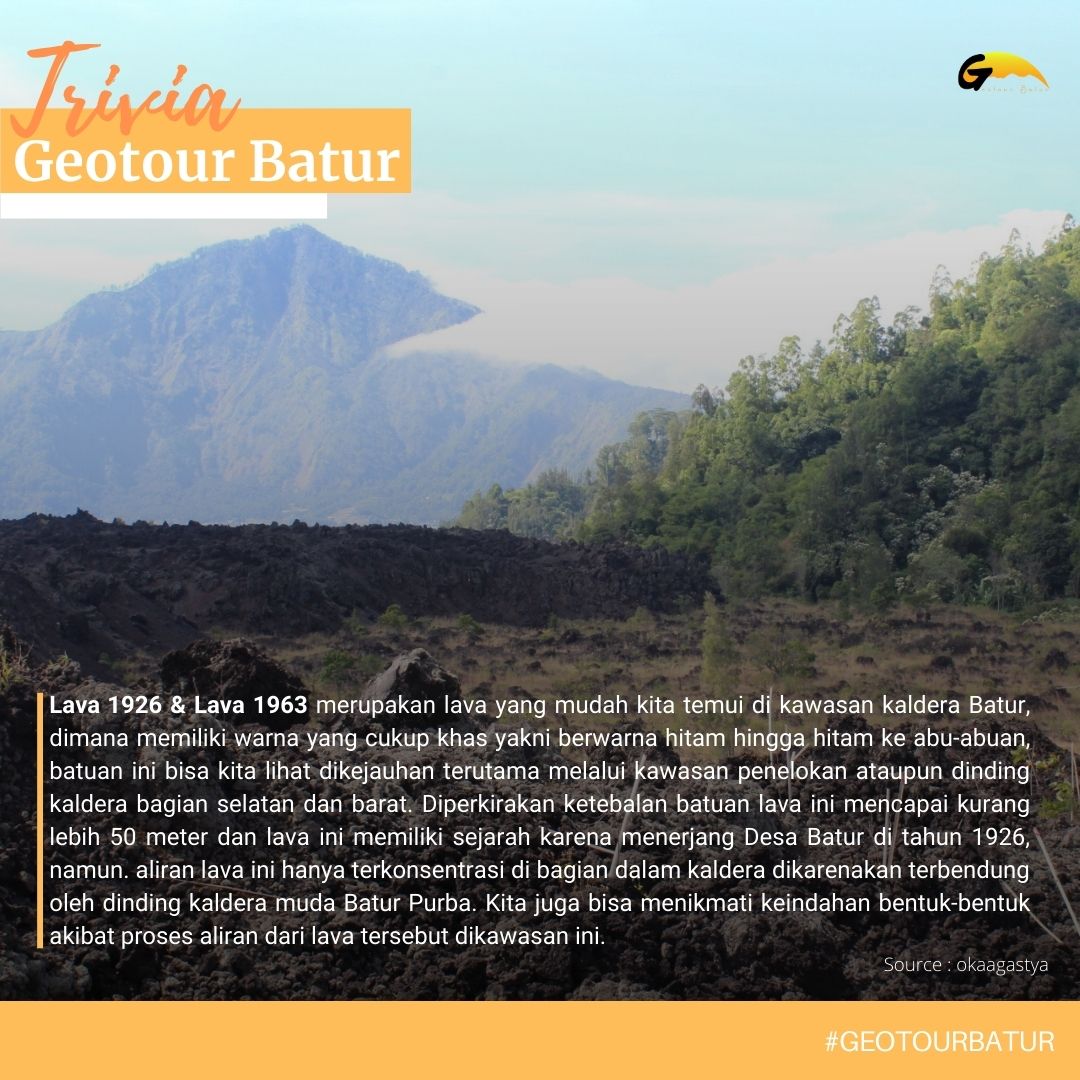 Trivia
Geotour Batur
Geotour Batur
Lava 1926 & Lava 1963 merupakan lava yang mudah kita temui di kawasan kaldera Batur,
dimana memiliki warna yang cukup khas yakni berwarna hitam hingga hitam ke abu-abuan,
batuan ini bisa kita lihat dikejauhan terutama melalui kawasan penelokan ataupun dinding
kaldera bagian selatan dan barat. Diperkirakan ketebalan batuan lava ini mencapai kurang
lebih 50 meter dan lava ini memiliki sejarah karena menerjang Desa Batur di tahun 1926,
namun. aliran lava ini hanya terkonsentrasi di bagian dalam kaldera dikarenakan terbendung
oleh dinding kaldera muda Batur Purba. Kita juga bisa menikmati keindahan bentuk-bentuk
akibat proses aliran dari lava tersebut dikawasan ini.
Source : okaagastya
#GEOTOURBATUR